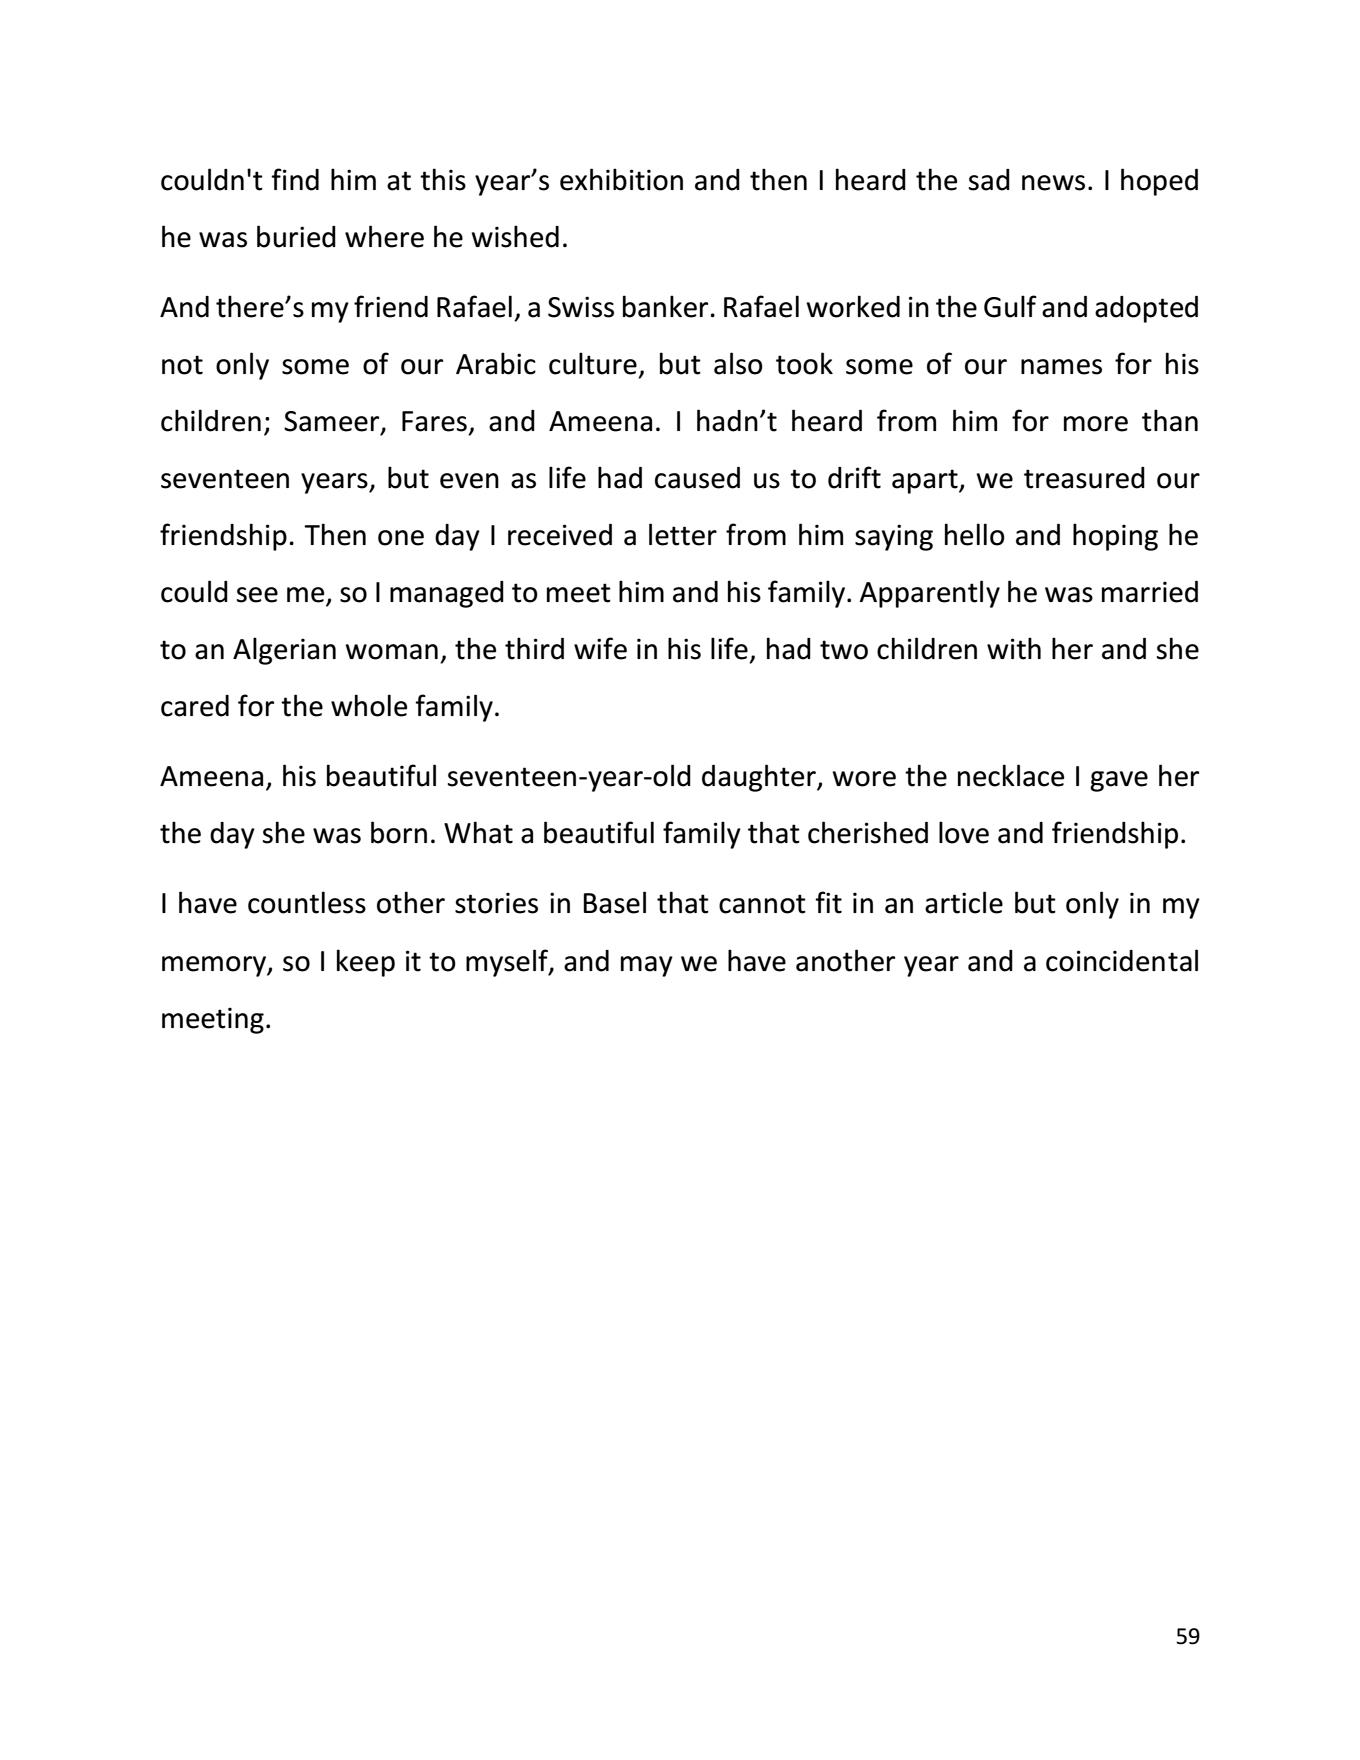 couldn't find him at this year’s exhibition and then I heard the sad news. I hoped
he was buried where he wished.
And there’s my friend Rafael, a Swiss banker. Rafael worked in the Gulf and adopted
not only some of our Arabic culture, but also took some of our names for his
children; Sameer, Fares, and Ameena. I hadn’t heard from him for more than
seventeen years, but even as life had caused us to drift apart, we treasured our
friendship. Then one day I received a letter from him saying hello and hoping he
could see me, so I managed to meet him and his family. Apparently he was married
to an Algerian woman, the third wife in his life, had two children with her and she
cared for the whole family.
Ameena, his beautiful seventeen-year-old daughter, wore the necklace I gave her
the day she was born. What a beautiful family that cherished love and friendship.
I have countless other stories in Basel that cannot fit in an article but only in my
memory, so I keep it to myself, and may we have another year and a coincidental
meeting.
59